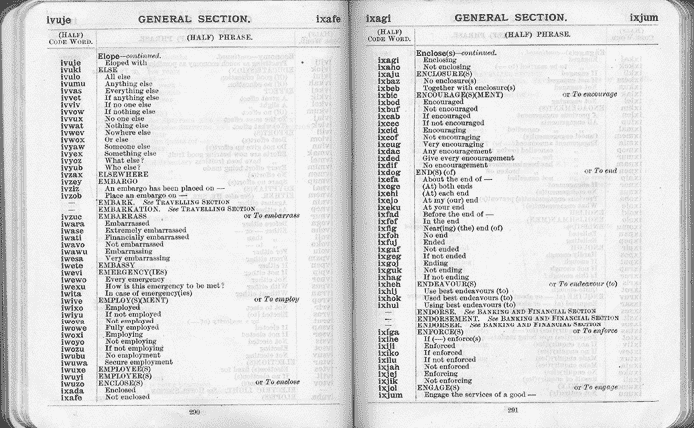 ivuje GENERAL SECTION. ixafe
(HALF) CODE WORD. (HALF) PHRASE.
Elope—continued.
ivuje Eloped with
ivuki ELSE
ivulo All else
ivumu Anything else
ivvas Everything else
ivvet If anything else
ivviv If no one else
ivvow If nothing else
ivvux No one else
ivwat Nothing else
ivwev Nowhere else
ivwox Or else
ivyaw Someone else
ivyex Something else
ivyoz What else?
ivyub Who else?
ivzax ELSEWHERE
ivzey EMBARGO
ivziz An embargo has been placed on —
ivzob Place an embargo on —
— EMBARK. See TRAVELLING SECTION
— EMBARKATION. See TRAVELLING SECTION
ivzuc EMBARRASS or To embarrass
iwara Embarrassed
iwase Extremely embarrassed
iwati Financially embarrassed
iwavo Not embarrassed
iwawu Embarrassing
iwesa Very embarrassing
iwete EMBASSY
iwevi EMERGENCY(IES)
iwewo Every emergency
iwexu How is this emergency to be met?
iwita In case of emergency(ies)
iwive EMPLOY(S)(MENT) or To employ
iwixo Employed
iwiyu If not employed
iwova Not employed
iwowe Fully employed
iwoxi Employing
iwoyo Not employing
iwozu If not employing
iwubu No employment
iwuwa Secure employment
iwuxe EMPLOYEE(S)
iwuyi EMPLOYER(S)
iwuzo ENCLOSE(S) or To enclose
ixada Enclosed
ixafe Not enclosed
290
ixagi GENERAL SECTION. ixjum
(HALF) CODE WORD. (HALF) PHRASE.
Enclose(s)—continued.
ixagi Enclosing
ixaho Not enclosing
ixaju ENCLOSURE(S)
ixbaz No enclosure(s)
ixbeb Together with enclosure(s)
ixbic ENCOURAGE(S)(MENT) or To encourage
ixbod Encouraged
ixbuf Not encouraged
ixcab If encouraged
ixcec If not encouraged
ixcid Encouraging
ixcof Not encouraging
ixcug Very encouraging
ixdac Any encouragement
ixded Give every encouragement
ixdif No encouragement
ixdog END(S) (of) or To end
ixefa About the end of —
ixege (At) both ends
ixehi (At) each end
ixejo At my (our) end
ixeku At your end
ixfad Before the end of —
ixfef In the end
ixfig Near(ing) (the) end (of)
ixfoh No end
ixfuj Ended
ixgaf Not ended
ixgeg If not ended
ixgoj Ending
ixguk Not ending
ixhag If not ending
ixheh ENDEAVOUR(S) or To endeavour (to)
ixhij Use best endeavours (to)
ixhok Used best endeavours (to)
ixhul Using best endeavours (to)
— ENDORSE. See BANKING AND FINANCIAL SECTION
— ENDORSEMENT. See BANKING AND FINANCIAL SECTION
— ENDORSER. See BANKING AND FINANCIAL SECTION
ixiga ENFORCE(S) or To enforce
ixihe If (—) enforce(s)
ixiji Enforced
ixiko If enforced
ixilu If not enforced
ixjah Not enforced
ixjej Enforcing
ixjik Not enforcing
ixjol ENGAGE(S) or To engage
ixjum Engage the services of a good —
291